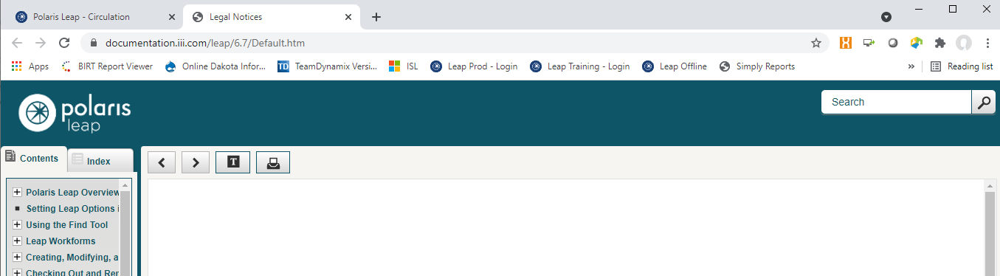 Polaris Leap - Circulation
Legal Notices
documentation.iii.com/leap/6.7/Default.htm
Apps
BIRT Report Viewer
Online Dakota Infor...
TD
TeamDynamix Versi...
ISL
Leap Prod - Login
Leap Training - Login
Leap Offline
Simply Reports
»
Reading list
polaris
leap
Search
Contents
Index
T
Polaris Leap Overview
Setting Leap Options i
Using the Find Tool
Leap Workforms
Creating, Modifying, a
Checking Out and Ren